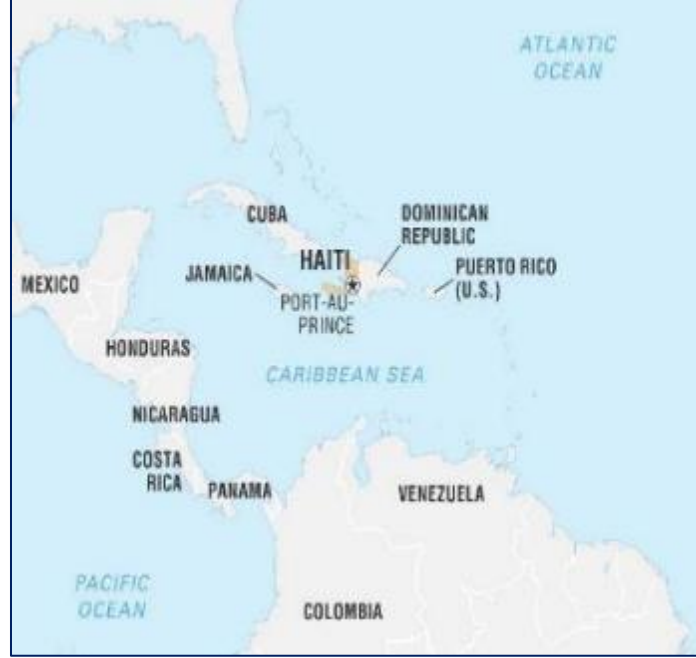 ATLANTIC
OCEAN
CUBA
DOMINICAN
REPUBLIC
HAITI
PUERTO RICO
(U.S.)
JAMAICA
MEXICO
PORT-AU-
PRINCE
HONDURAS
CARIBBEAN SEA
NICARAGUA
COSTA
RICA
PANAMA
VENEZUELA
PACIFIC
OCEAN
COLOMBIA